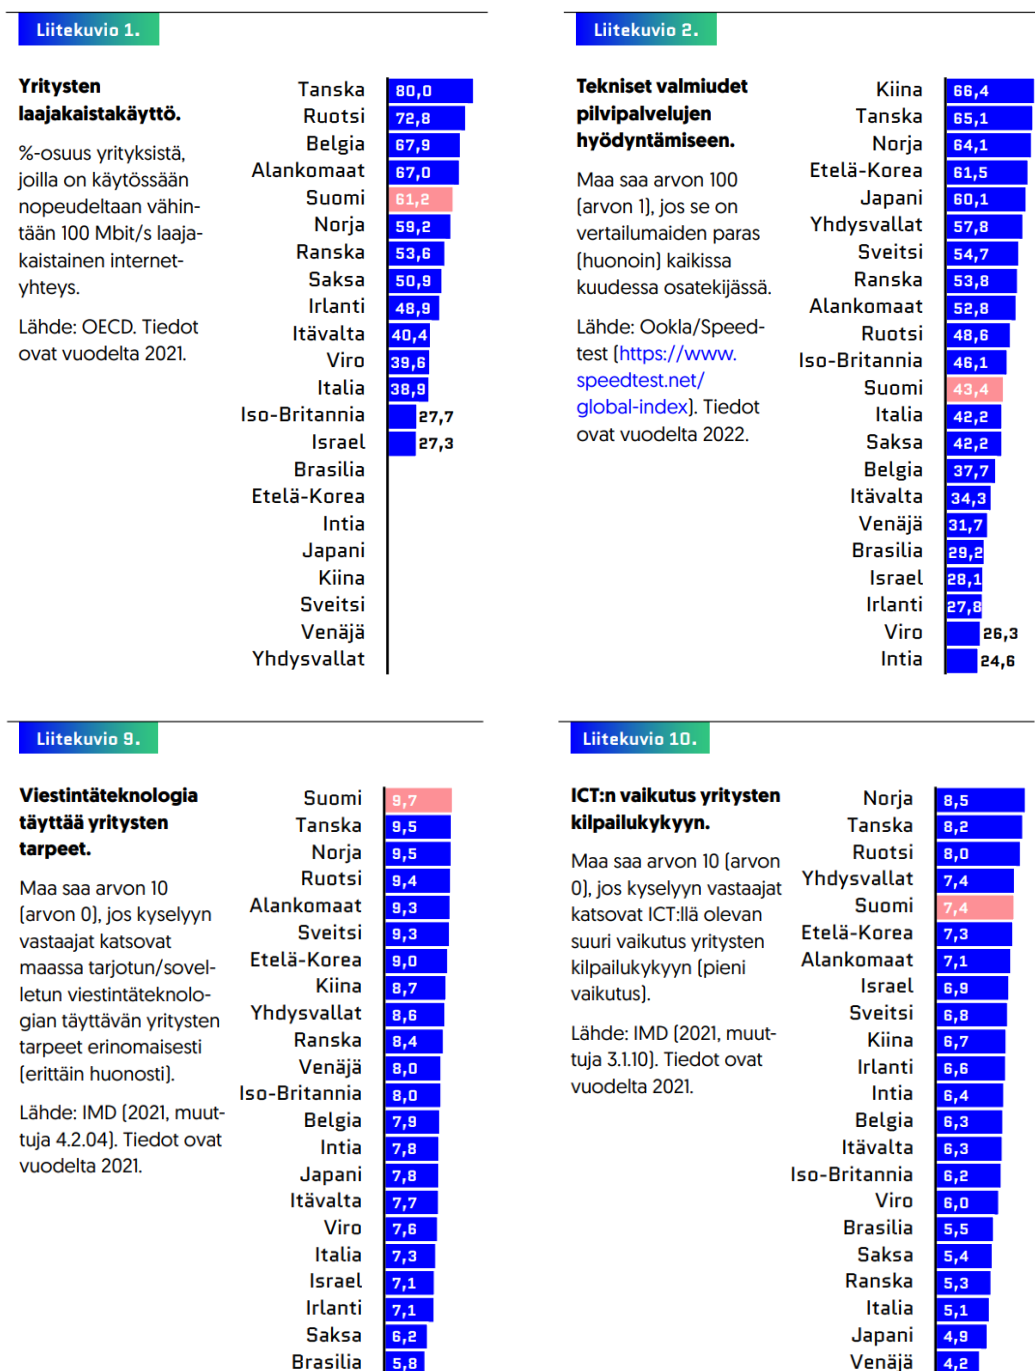 Liitekuvio 1.
Yritysten
laajakaistakäyttö.
%-osuus yrityksistä,
joilla on käytössään
nopeudeltaan vähin-
tään 100 Mbit/s laaja-
kaistainen internet-
yhteys.
Lähde: OECD. Tiedot
ovat vuodelta 2021.
Tanska 80,0
Ruotsi 72,8
Belgia 67,9
Alankomaat 67,0
Suomi 61,2
Norja 59,2
Ranska 53,6
Saksa 50,9
Irlanti 48,9
Itävalta 40,4
Viro 39,6
Italia 38,9
Iso-Britannia 27,7
Israel 27,3
Brasilia
Etelä-Korea
Intia
Japani
Kiina
Sveitsi
Venäjä
Yhdysvallat
Liitekuvio 2.
Tekniset valmiudet
pilvipalvelujen
hyödyntämiseen.
Maa saa arvon 100
(arvon 1), jos se on
vertailumaiden paras
(huonoin) kaikissa
kuudessa osatekijässä.
Lähde: Ookla/Speed-
test (https://www.
speedtest.net/
global-index). Tiedot
ovat vuodelta 2022.
Kiina 66,4
Tanska 65,1
Norja 64,1
Etelä-Korea 61,5
Japani 60,1
Yhdysvallat 57,8
Sveitsi 54,7
Ranska 53,8
Alankomaat 52,8
Ruotsi 48,6
Iso-Britannia 46,1
Suomi 43,4
Italia 42,2
Saksa 42,2
Belgia 37,7
Itävalta 34,3
Venäjä 31,7
Brasilia 29,2
Israel 28,1
Irlanti 27,8
Viro 26,3
Intia 24,6
Liitekuvio 9.
Viestintäteknologia
täyttää yritysten
tarpeet.
Maa saa arvon 10
(arvon 0), jos kyselyyn
vastaajat katsovat
maassa tarjotun/sovel-
letun viestintäteknolo-
gian täyttävän yritysten
tarpeet erinomaisesti
(erittäin huonosti).
Lähde: IMD (2021, muut-
tuja 4.2.04). Tiedot ovat
vuodelta 2021.
Suomi 9,7
Tanska 9,5
Norja 9,5
Ruotsi 9,4
Alankomaat 9,3
Sveitsi 9,3
Etelä-Korea 9,0
Kiina 8,7
Yhdysvallat 8,6
Ranska 8,4
Venäjä 8,0
Iso-Britannia 8,0
Belgia 7,9
Intia 7,8
Japani 7,8
Itävalta 7,7
Viro 7,6
Italia 7,3
Israel 7,1
Irlanti 7,1
Saksa 6,2
Brasilia 5,8
Liitekuvio 10.
ICT:n vaikutus yritysten
kilpailukykyyn.
Maa saa arvon 10 (arvon
0), jos kyselyyn vastaajat
katsovat ICT:llä olevan
suuri vaikutus yritysten
kilpailukykyyn (pieni
vaikutus).
Lähde: IMD (2021, muut-
tuja 3.1.10). Tiedot ovat
vuodelta 2021.
Norja 8,5
Tanska 8,2
Ruotsi 8,0
Yhdysvallat 7,4
Suomi 7,4
Etelä-Korea 7,3
Alankomaat 7,1
Israel 6,9
Sveitsi 6,8
Kiina 6,7
Irlanti 6,6
Intia 6,4
Belgia 6,3
Itävalta 6,3
Iso-Britannia 6,2
Viro 6,0
Brasilia 5,5
Saksa 5,4
Ranska 5,3
Italia 5,1
Japani 4,9
Venäjä 4,2